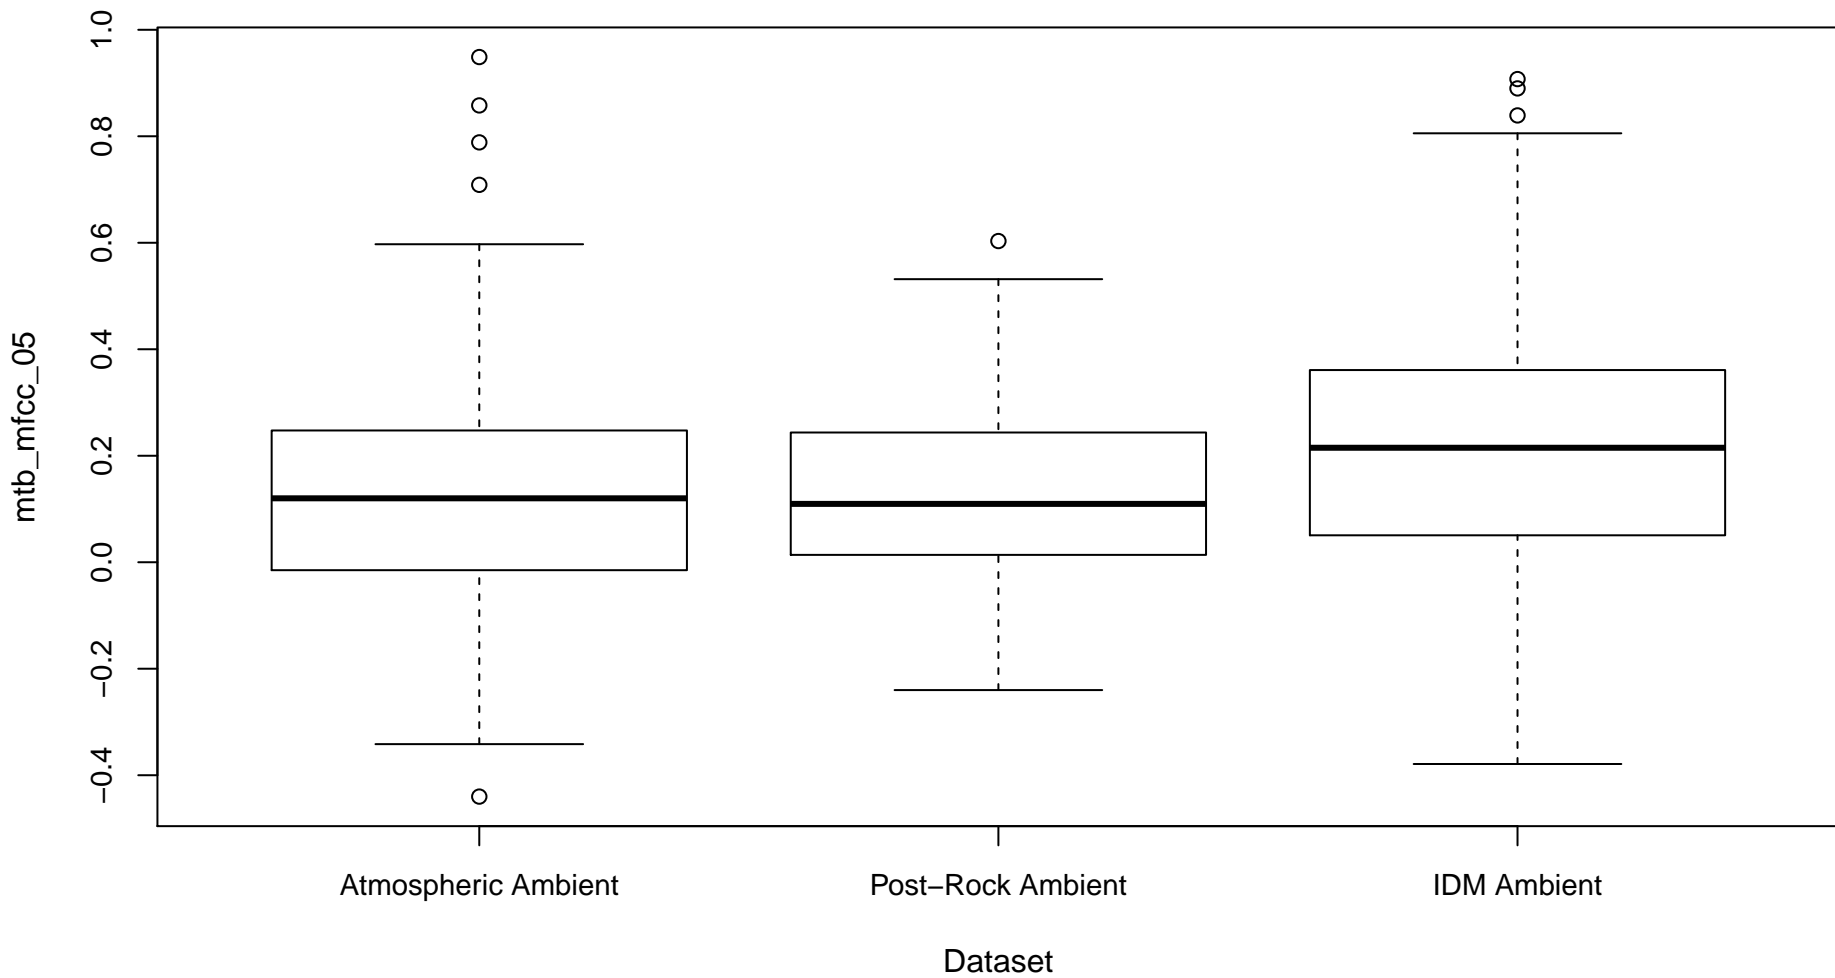 mtb_mfcc_05
1.0
0.8
0.6
0.4
0.2
0.0
−0.2
−0.4
Atmospheric Ambient
Post−Rock Ambient
IDM Ambient
Dataset